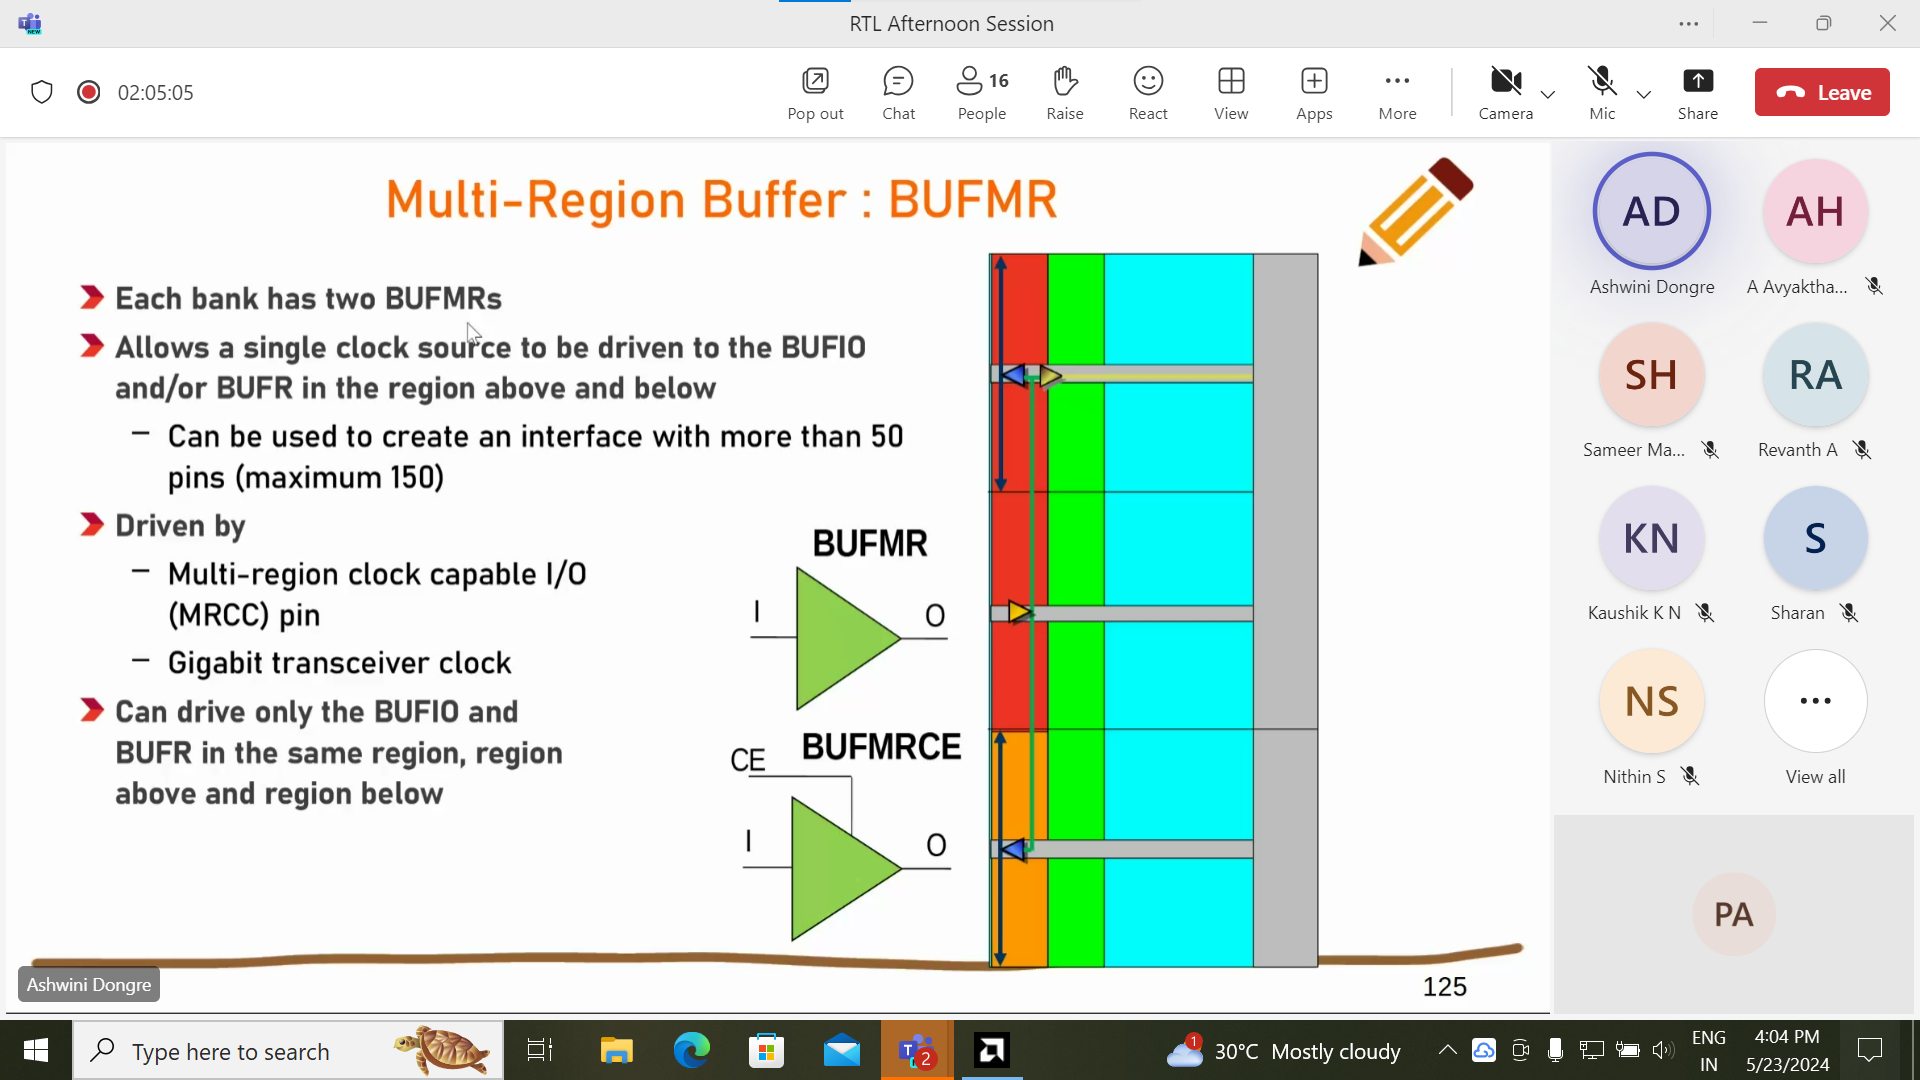 NEW
RTL Afternoon Session
02:05:05
Pop out
Chat
16
People
Raise
React
View
Apps
More
Camera
Mic
Share
Leave
Multi-Region Buffer : BUFMR
Each bank has two BUFMRs
Allows a single clock source to be driven to the BUFIO
and/or BUFR in the region above and below
– Can be used to create an interface with more than 50
pins (maximum 150)
Driven by
– Multi-region clock capable I/O
(MRCC) pin
– Gigabit transceiver clock
Can drive only the BUFIO and
BUFR in the same region, region
above and region below
BUFMR
I
O
BUFMRCE
CE
I
O
125
Ashwini Dongre
AD
Ashwini Dongre
AH
A Avyaktha...
SH
Sameer Ma...
RA
Revanth A
KN
Kaushik K N
S
Sharan
NS
Nithin S
View all
PA
Type here to search
T
2
1
30°C Mostly cloudy
ENG
IN
4:04 PM
5/23/2024